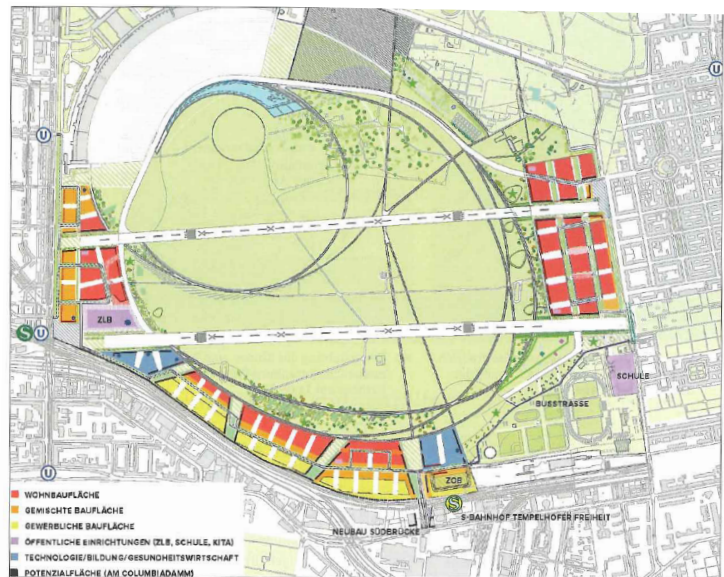 U
U
U
ZLB
S U
SCHULE
BUSSTRASSE
U
ZOB
S
S-BAHNHOF TEMPELHOFER FREIHEIT
NEUBAU SÜDBRÜCKE
WOHNBAUFLÄCHE
GEMISCHTE BAUFLÄCHE
GEWERBLICHE BAUFLÄCHE
ÖFFENTLICHE EINRICHTUNGEN (ZLB, SCHULE, KITA)
TECHNOLOGIE/BILDUNG/GESUNDHEITSWIRTSCHAFT
POTENZIALFLÄCHE (AM COLUMBIADAMM)